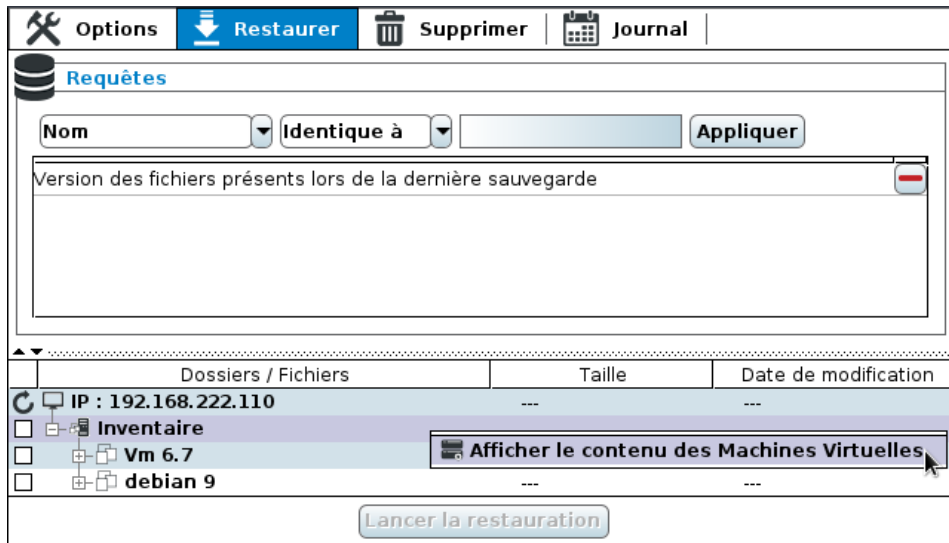 Options Restaurer Supprimer Journal
Requêtes
Nom Identique à Appliquer
Version des fichiers présents lors de la dernière sauvegarde
Dossiers / Fichiers Taille Date de modification
IP : 192.168.222.110 --- ---
Inventaire
Afficher le contenu des Machines Virtuelles
Vm 6.7
debian 9 --- ---
Lancer la restauration